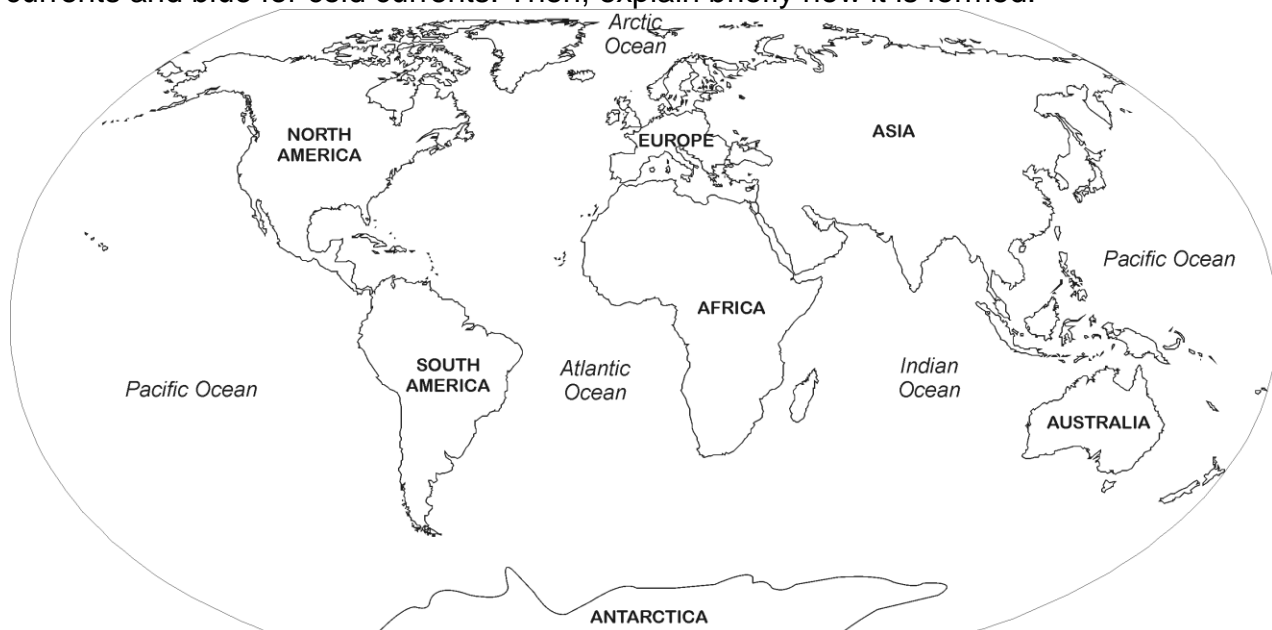 currents and blue for cold currents. Then, explain briefly how it is formed.
Arctic
Ocean
NORTH
AMERICA
EUROPE
ASIA
Pacific Ocean
AFRICA
SOUTH
AMERICA
Atlantic
Ocean
Indian
Ocean
Pacific Ocean
AUSTRALIA
ANTARCTICA